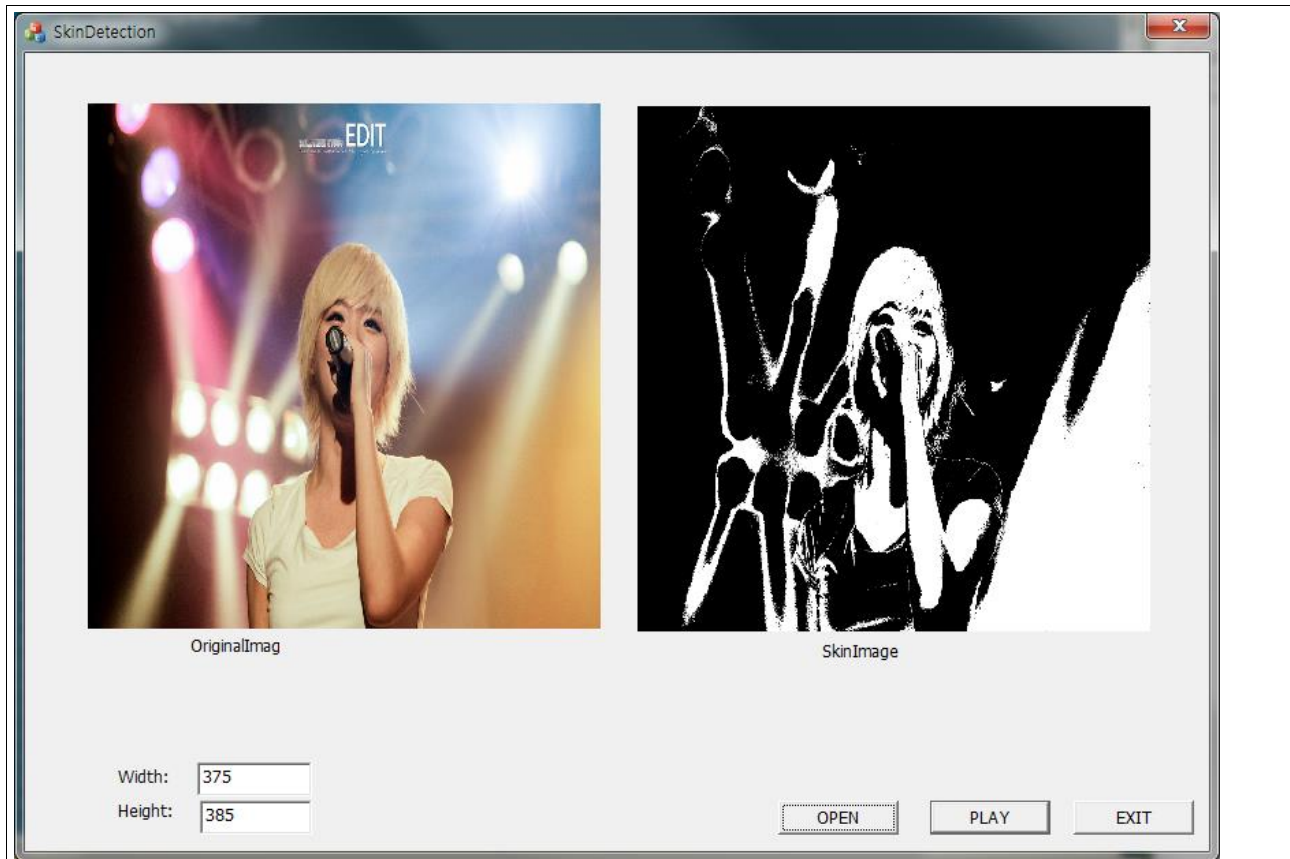 SkinDetection
EDIT
OriginalImag
SkinImage
Width: 375
Height: 385
OPEN PLAY EXIT